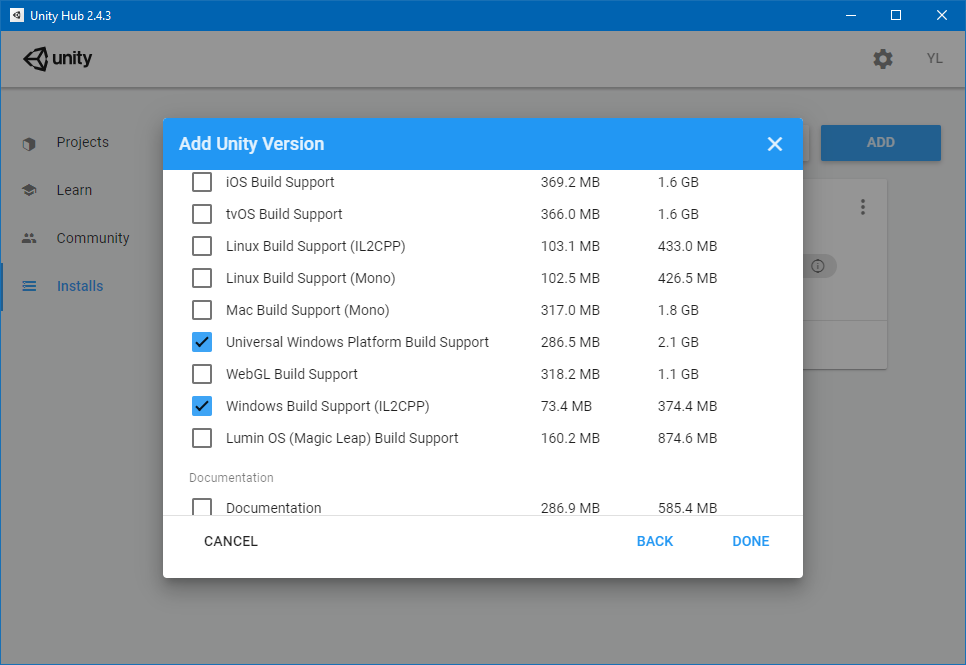 Unity Hub 2.4.3
unity
YL
Projects
Learn
Community
Installs
ADD
Add Unity Version
iOS Build Support 369.2 MB 1.6 GB
tvOS Build Support 366.0 MB 1.6 GB
Linux Build Support (IL2CPP) 103.1 MB 433.0 MB
Linux Build Support (Mono) 102.5 MB 426.5 MB
Mac Build Support (Mono) 317.0 MB 1.8 GB
Universal Windows Platform Build Support 286.5 MB 2.1 GB
WebGL Build Support 318.2 MB 1.1 GB
Windows Build Support (IL2CPP) 73.4 MB 374.4 MB
Lumin OS (Magic Leap) Build Support 160.2 MB 874.6 MB
Documentation
Documentation 286.9 MB 585.4 MB
CANCEL BACK DONE